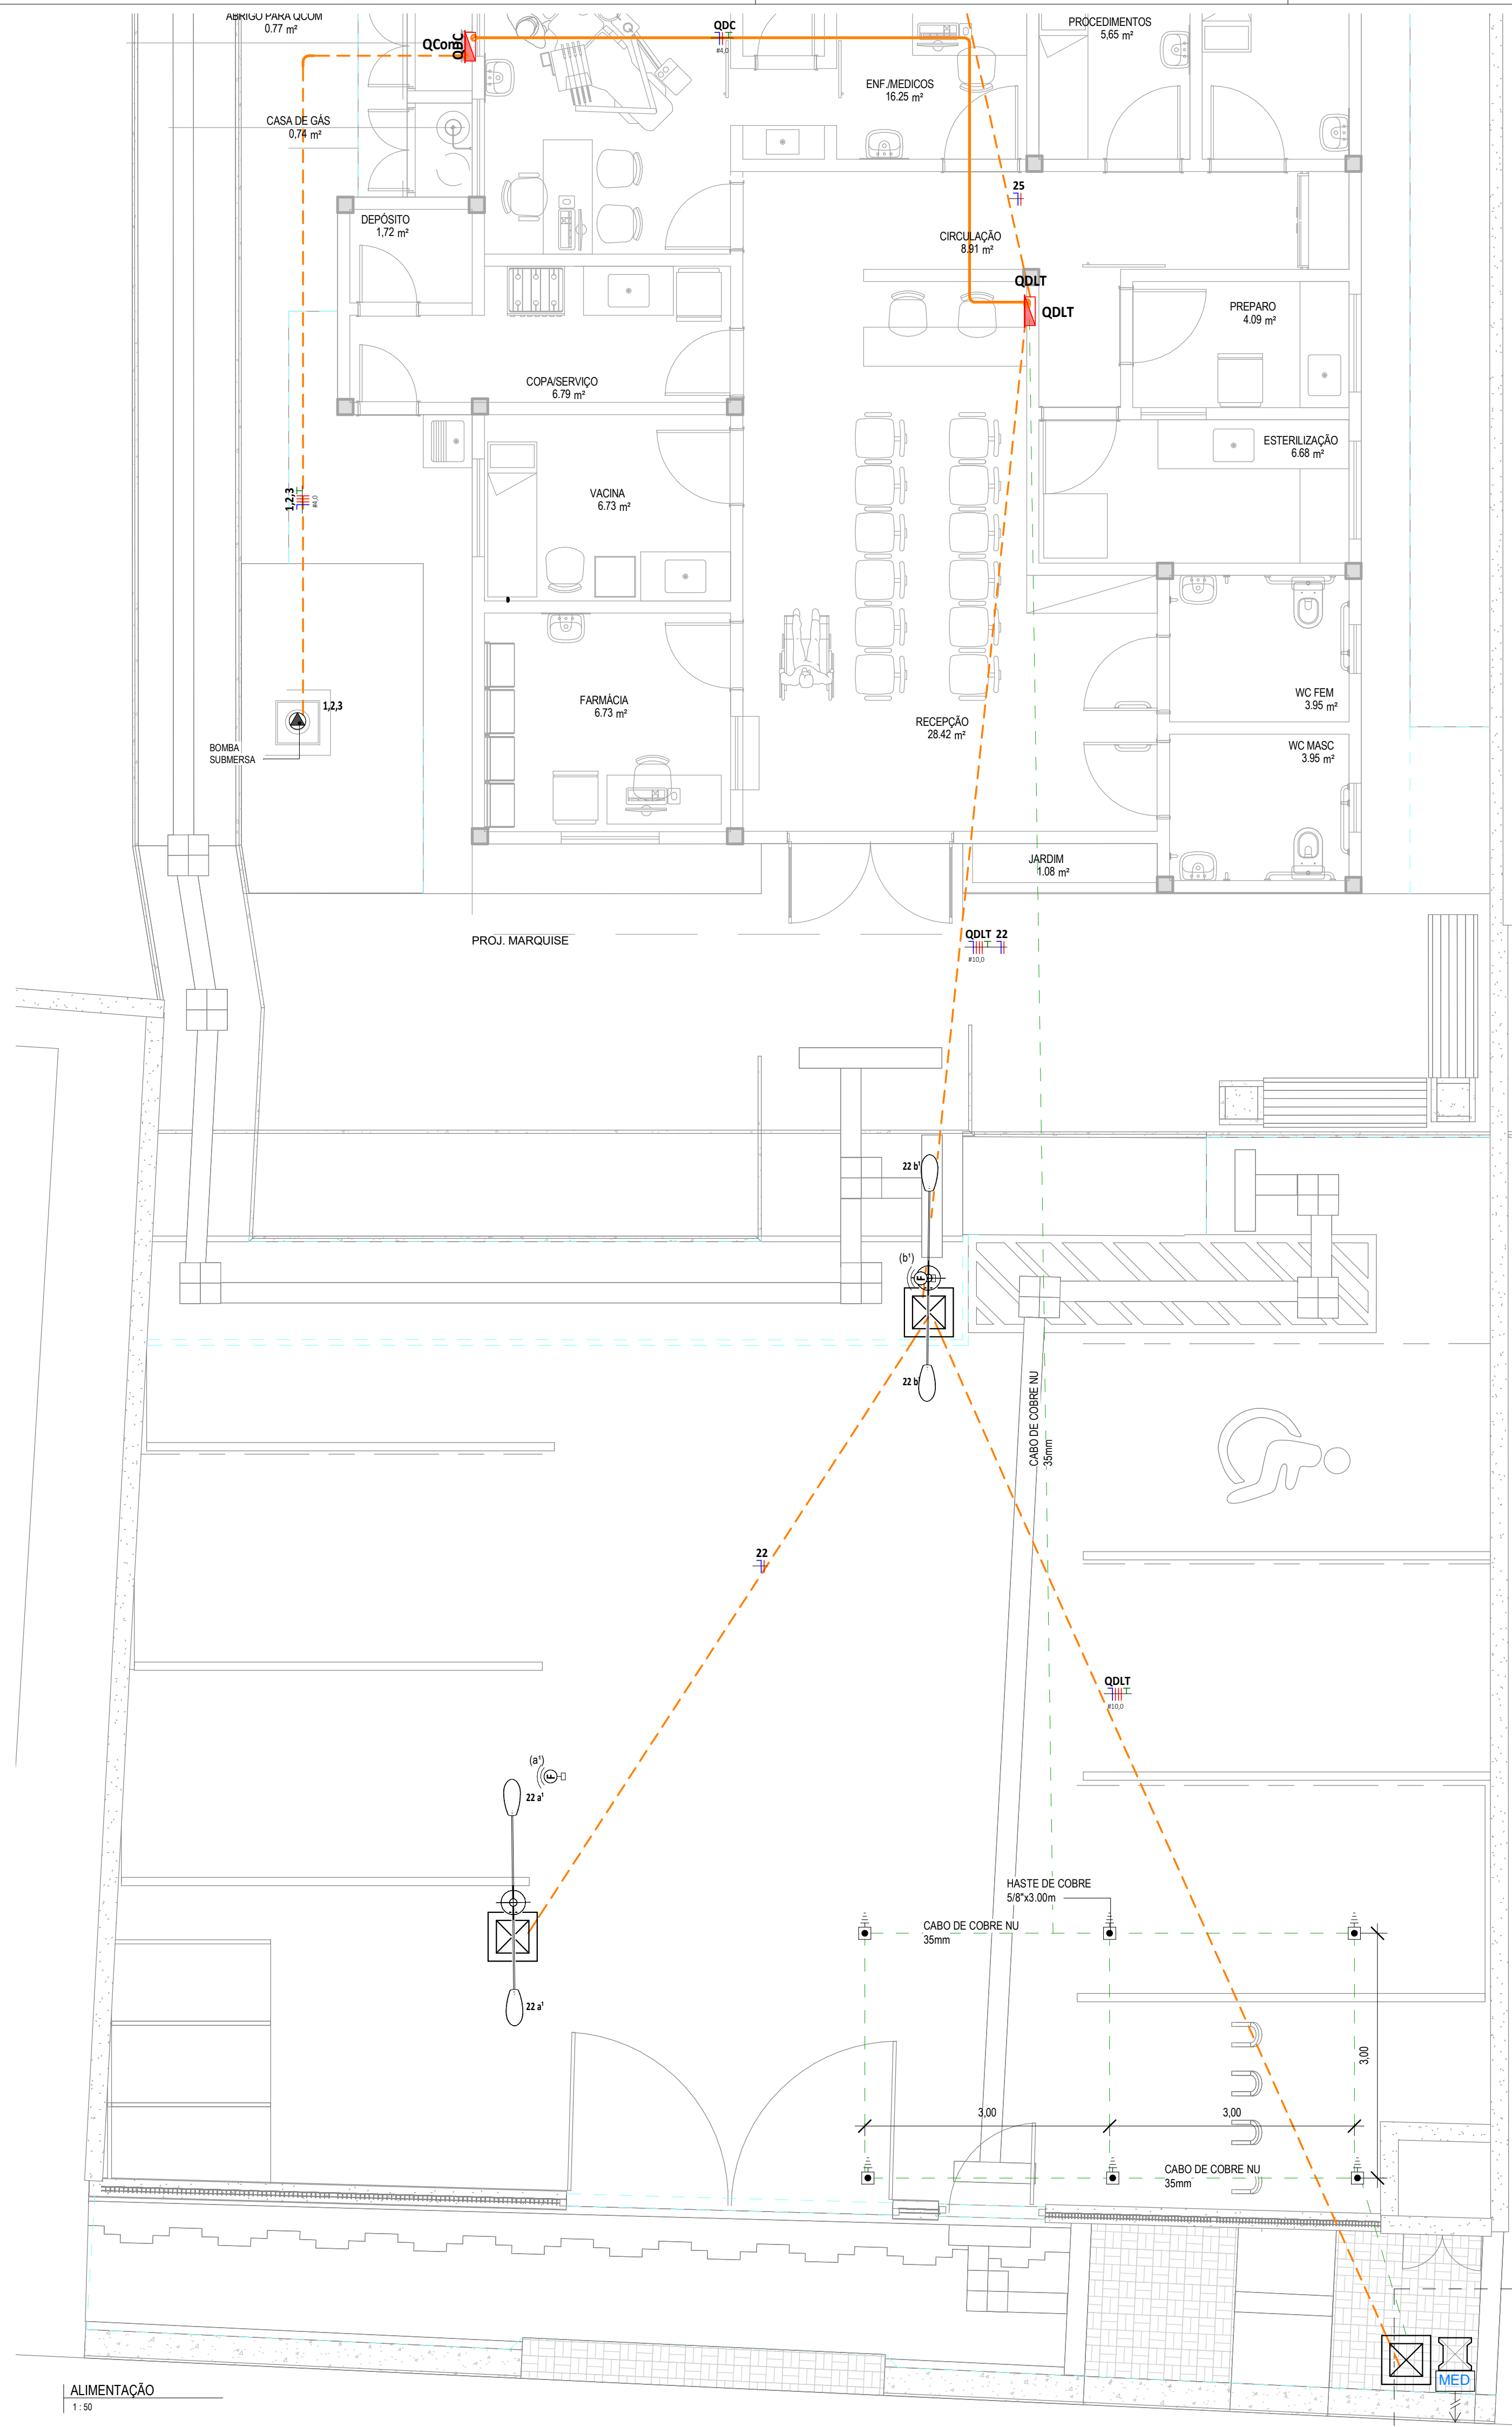 ABRIGO PARA QCOM
0.77 m²
QCom
QBC
QDC
#4,0
PROCEDIMENTOS
5,65 m²
ENF./MEDICOS
16.25 m²
CASA DE GÁS
0,74 m²
25
DEPÓSITO
1,72 m²
CIRCULAÇÃO
8.91 m²
QDLT
QDLT
PREPARO
4.09 m²
COPA/SERVIÇO
6.79 m²
ESTERILIZAÇÃO
6.68 m²
1,2,3
#4,0
VACINA
6.73 m²
FARMÁCIA
6.73 m²
1,2,3
BOMBA
SUBMERSA
RECEPÇÃO
28.42 m²
WC FEM
3.95 m²
WC MASC
3.95 m²
JARDIM
1.08 m²
PROJ. MARQUISE
QDLT 22
#10,0
22 b¹
(b¹)
F
22 b¹
CABO DE COBRE NU
35mm
22
QDLT
#10,0
(a¹)
F
22 a¹
HASTE DE COBRE
5/8"x3.00m
CABO DE COBRE NU
35mm
22 a¹
3,00
3,00
3,00
CABO DE COBRE NU
35mm
MED
ALIMENTAÇÃO
1 : 50